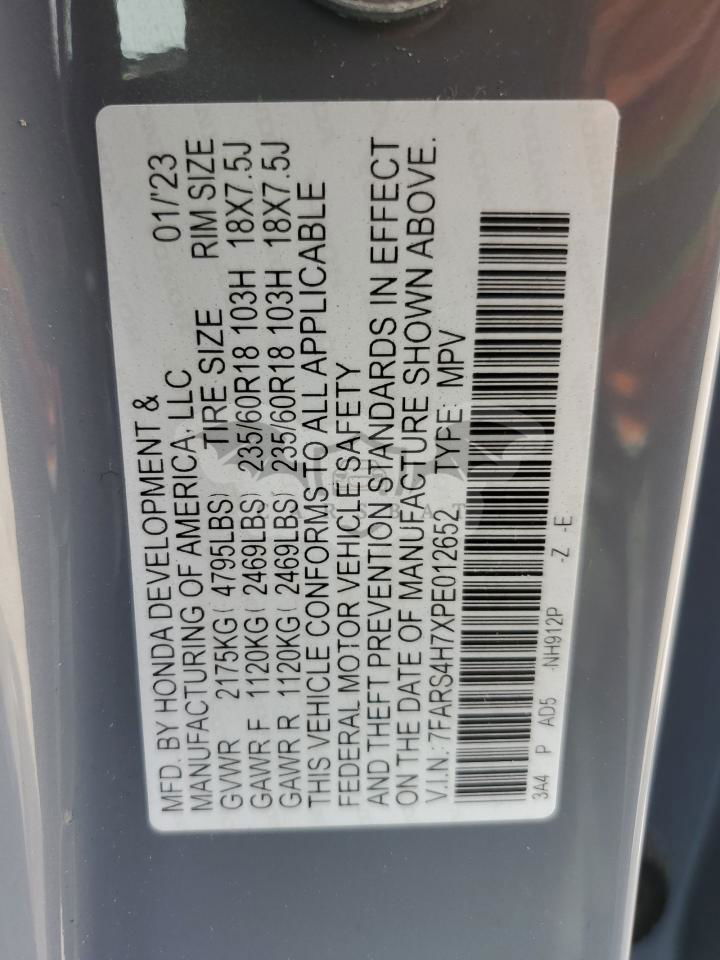 MFD. BY HONDA DEVELOPMENT &
MANUFACTURING OF AMERICA, LLC 01/'23
GVWR 2175KG( 4795LBS) TIRE SIZE RIM SIZE
GAWR F 1120KG( 2469LBS) 235/60R18 103H 18X7.5J
GAWR R 1120KG( 2469LBS) 235/60R18 103H 18X7.5J
THIS VEHICLE CONFORMS TO ALL APPLICABLE
FEDERAL MOTOR VEHICLE SAFETY
AND THEFT PREVENTION STANDARDS IN EFFECT
ON THE DATE OF MANUFACTURE SHOWN ABOVE.
V.I.N.: 7FARS4H7XPE012652 TYPE: MPV
3A4 P AD5 -NH912P -Z -E